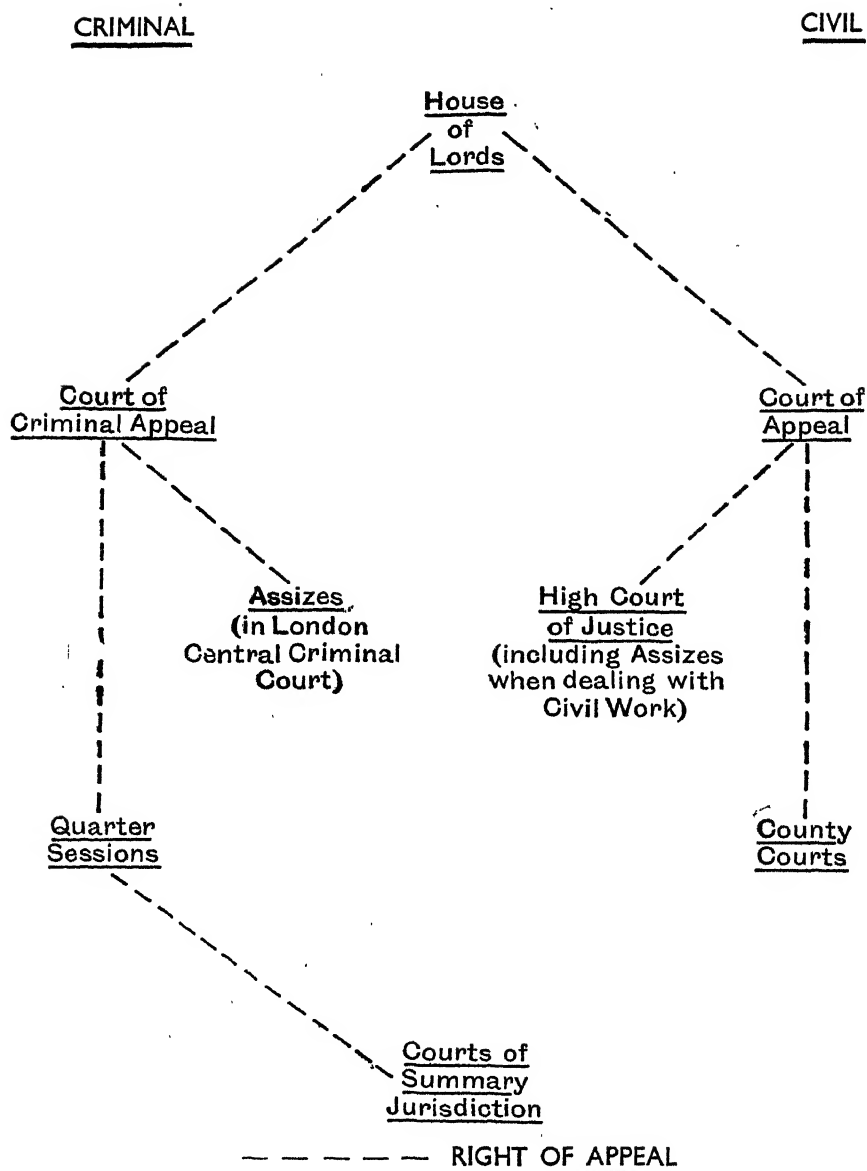 CRIMINAL
CIVIL
House
of
Lords
Court of
Criminal Appeal
Court of
Appeal
Assizes
(in London
Central Criminal
Court)
High Court
of Justice
(including Assizes
when dealing with
Civil Work)
Quarter
Sessions
County
Courts
Courts of
Summary
Jurisdiction
RIGHT OF APPEAL